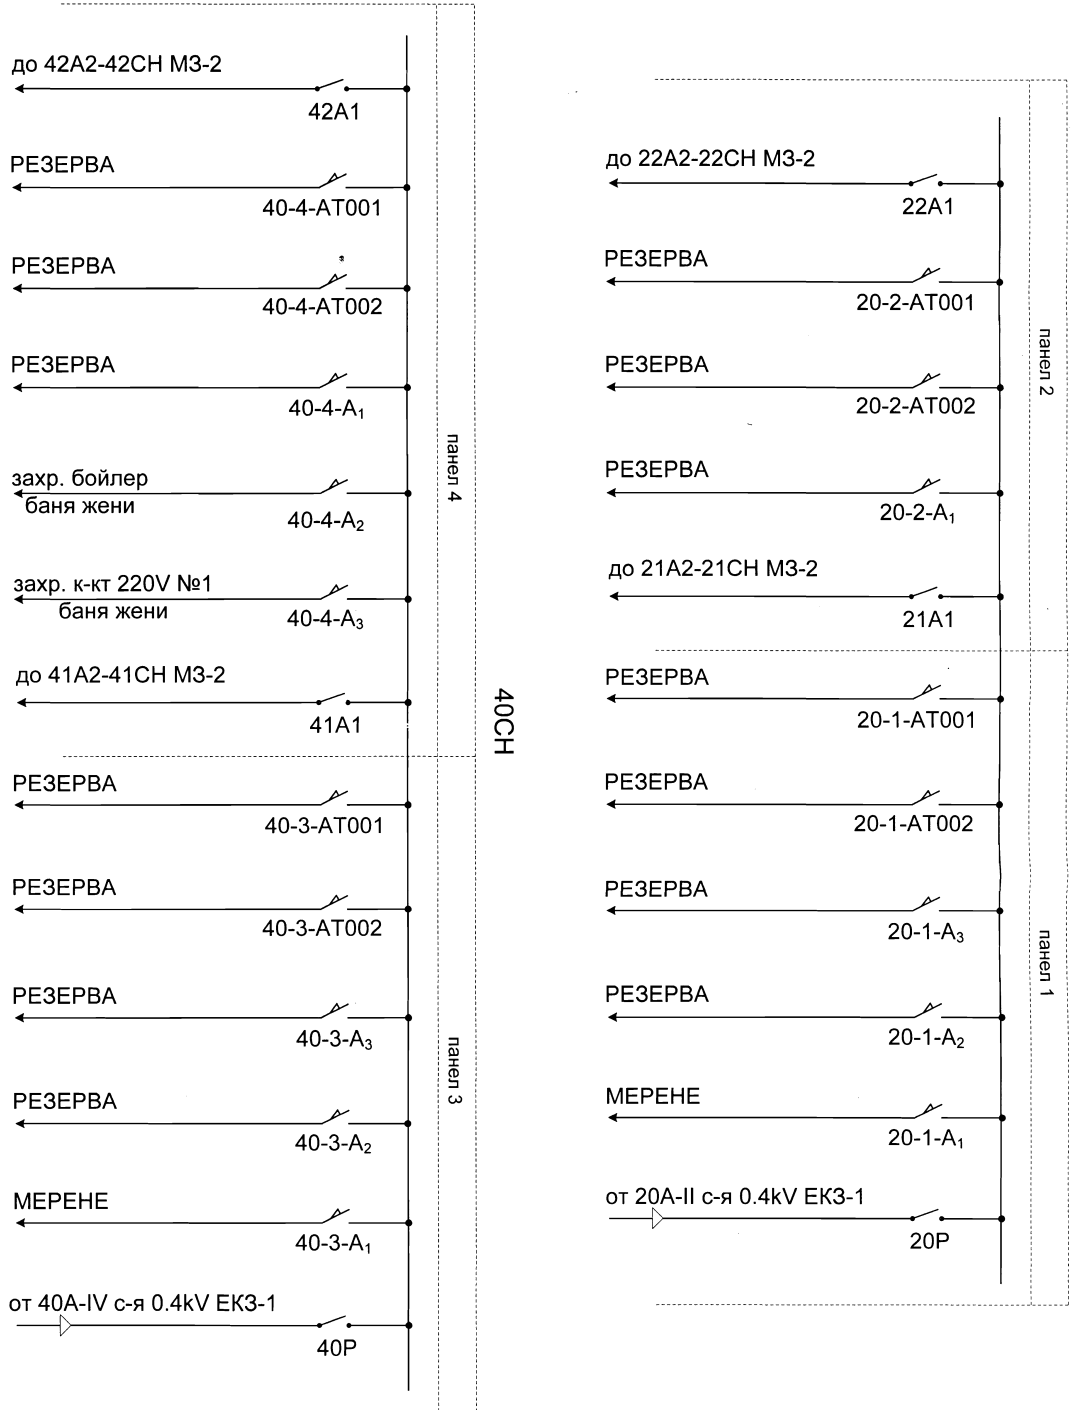 до 42А2-42СН МЗ-2
42А1
РЕЗЕРВА
40-4-АТ001
РЕЗЕРВА
40-4-АТ002
РЕЗЕРВА
40-4-А₁
захр. бойлер
баня жени
40-4-А₂
захр. к-кт 220V №1
баня жени
40-4-А₃
до 41А2-41СН МЗ-2
41А1
панел 4
40СН
РЕЗЕРВА
40-3-АТ001
РЕЗЕРВА
40-3-АТ002
РЕЗЕРВА
40-3-А₃
РЕЗЕРВА
40-3-А₂
МЕРЕНЕ
40-3-А₁
от 40А-IV с-я 0.4kV ЕКЗ-1
40Р
панел 3
до 22А2-22СН МЗ-2
22А1
РЕЗЕРВА
20-2-АТ001
РЕЗЕРВА
20-2-АТ002
РЕЗЕРВА
20-2-А₁
до 21А2-21СН МЗ-2
21А1
панел 2
РЕЗЕРВА
20-1-АТ001
РЕЗЕРВА
20-1-АТ002
РЕЗЕРВА
20-1-А₃
РЕЗЕРВА
20-1-А₂
МЕРЕНЕ
20-1-А₁
от 20А-II с-я 0.4kV ЕКЗ-1
20Р
панел 1